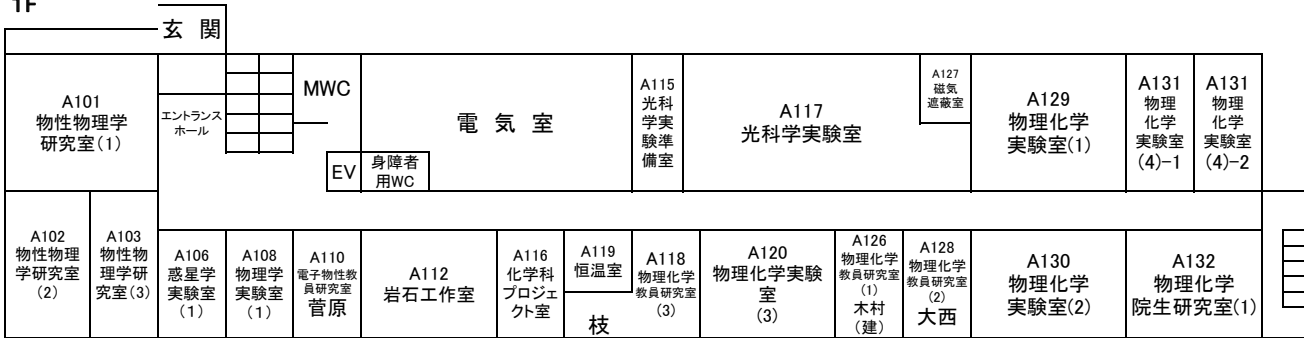 1F
玄 関
A101
物性物理学
研究室(1)
エントランス
ホール
MWC
EV
身障者
用WC
電 気 室
A115
光科
学実
験準
備室
A117
光科学実験室
A127
磁気
遮蔽室
A129
物理化学
実験室(1)
A131
物理
化学
実験室
(4)-1
A131
物理
化学
実験室
(4)-2
A102
物性物理
学研究室
(2)
A103
物性物
理学研
究室(3)
A106
惑星学
実験室
(1)
A108
物理学
実験室
(1)
A110
電子物性教
員研究室
菅原
A112
岩石工作室
A116
化学科
プロジェ
クト室
A119
恒温室
枝
A118
物理化学
教員研究室
(3)
A120
物理化学実験
室
(3)
A126
物理化学
教員研究室
(1)
木村
(建)
A128
物理化学
教員研究室
(2)
大西
A130
物理化学
実験室(2)
A132
物理化学
院生研究室(1)